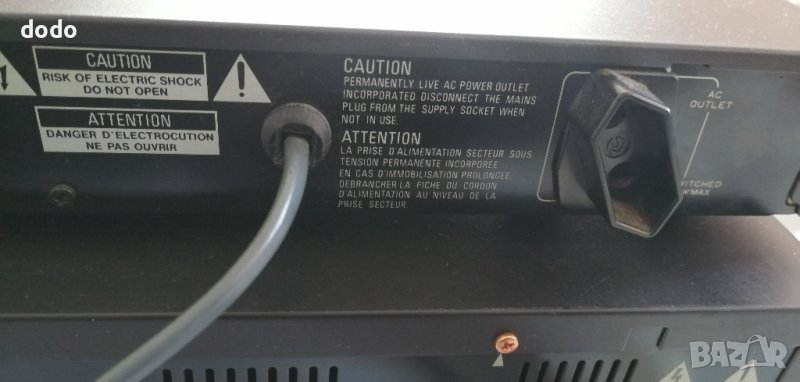 dodo
CAUTION
RISK OF ELECTRIC SHOCK
DO NOT OPEN
ATTENTION
DANGER D'ELECTROCUTION
NE PAS OUVRIR
CAUTION
PERMANENTLY LIVE AC POWER OUTLET
INCORPORATED DISCONNECT THE MAINS
PLUG FROM THE SUPPLY SOCKET WHEN
NOT IN USE.
ATTENTION
LA PRISE D'ALIMENTATION SECTEUR SOUS
TENSION PERMANENTE INCORPOREE
EN CAS D'IMMOBILISATION PROLONGEE,
DEBRANCHER LA FICHE DU CORDON
D'ALIMENTATION AU NIVEAU DE LA
PRISE SECTEUR
AC
OUTLET
BAZAR